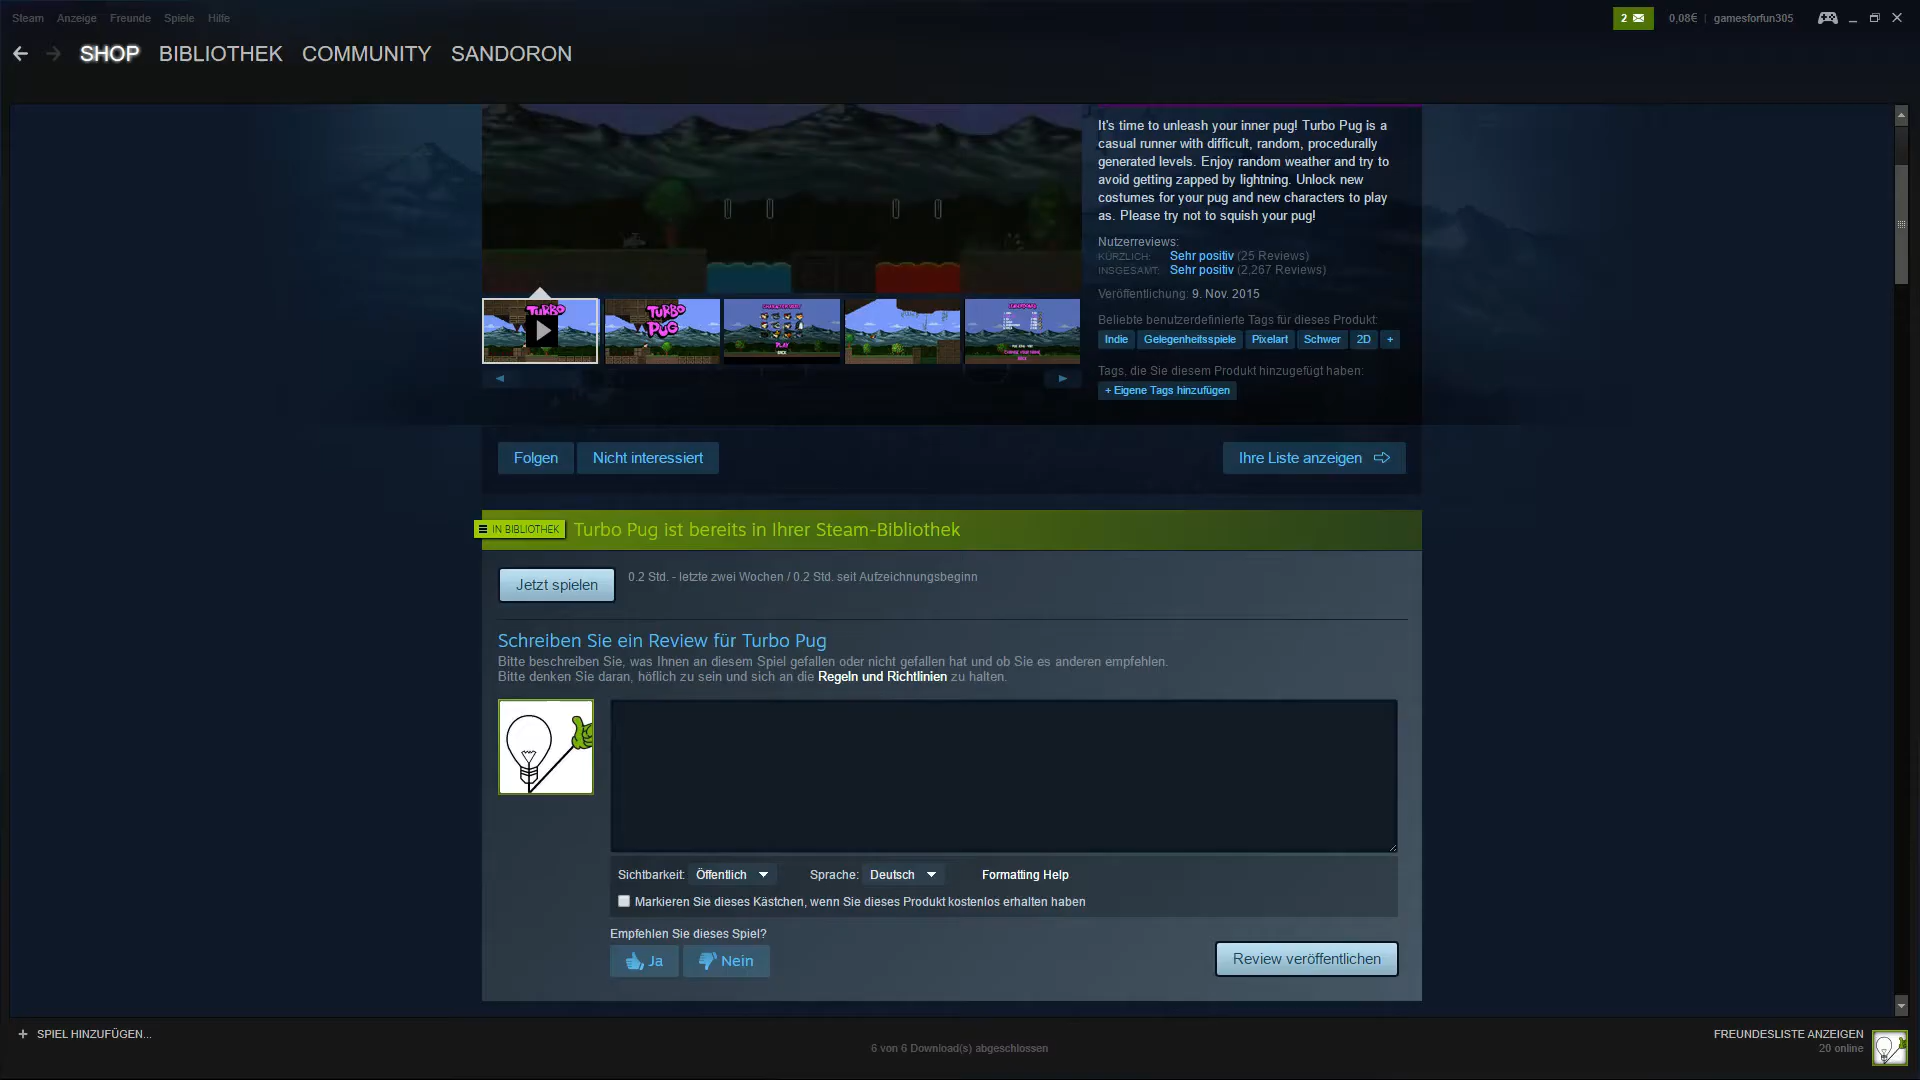 Steam Anzeige Freunde Spiele Hilfe
2 0,08€ gamesforfun305
SHOP BIBLIOTHEK COMMUNITY SANDORON
It's time to unleash your inner pug! Turbo Pug is a
casual runner with difficult, random, procedurally
generated levels. Enjoy random weather and try to
avoid getting zapped by lightning. Unlock new
costumes for your pug and new characters to play
as. Please try not to squish your pug!
Nutzerreviews:
KÜRZLICH: Sehr positiv (25 Reviews)
INSGESAMT: Sehr positiv (2,267 Reviews)
Veröffentlichung: 9. Nov. 2015
Beliebte benutzerdefinierte Tags für dieses Produkt:
Indie Gelegenheitsspiele Pixelart Schwer 2D +
Tags, die Sie diesem Produkt hinzugefügt haben:
+ Eigene Tags hinzufügen
TURBO
TURBO
PUG
PLAY
Folgen Nicht interessiert Ihre Liste anzeigen
IN BIBLIOTHEK Turbo Pug ist bereits in Ihrer Steam-Bibliothek
Jetzt spielen 0.2 Std. - letzte zwei Wochen / 0.2 Std. seit Aufzeichnungsbeginn
Schreiben Sie ein Review für Turbo Pug
Bitte beschreiben Sie, was Ihnen an diesem Spiel gefallen oder nicht gefallen hat und ob Sie es anderen empfehlen.
Bitte denken Sie daran, höflich zu sein und sich an die Regeln und Richtlinien zu halten.
Sichtbarkeit: Öffentlich Sprache: Deutsch Formatting Help
Markieren Sie dieses Kästchen, wenn Sie dieses Produkt kostenlos erhalten haben
Empfehlen Sie dieses Spiel?
Ja Nein Review veröffentlichen
+ SPIEL HINZUFÜGEN...
6 von 6 Download(s) abgeschlossen
FREUNDESLISTE ANZEIGEN
20 online